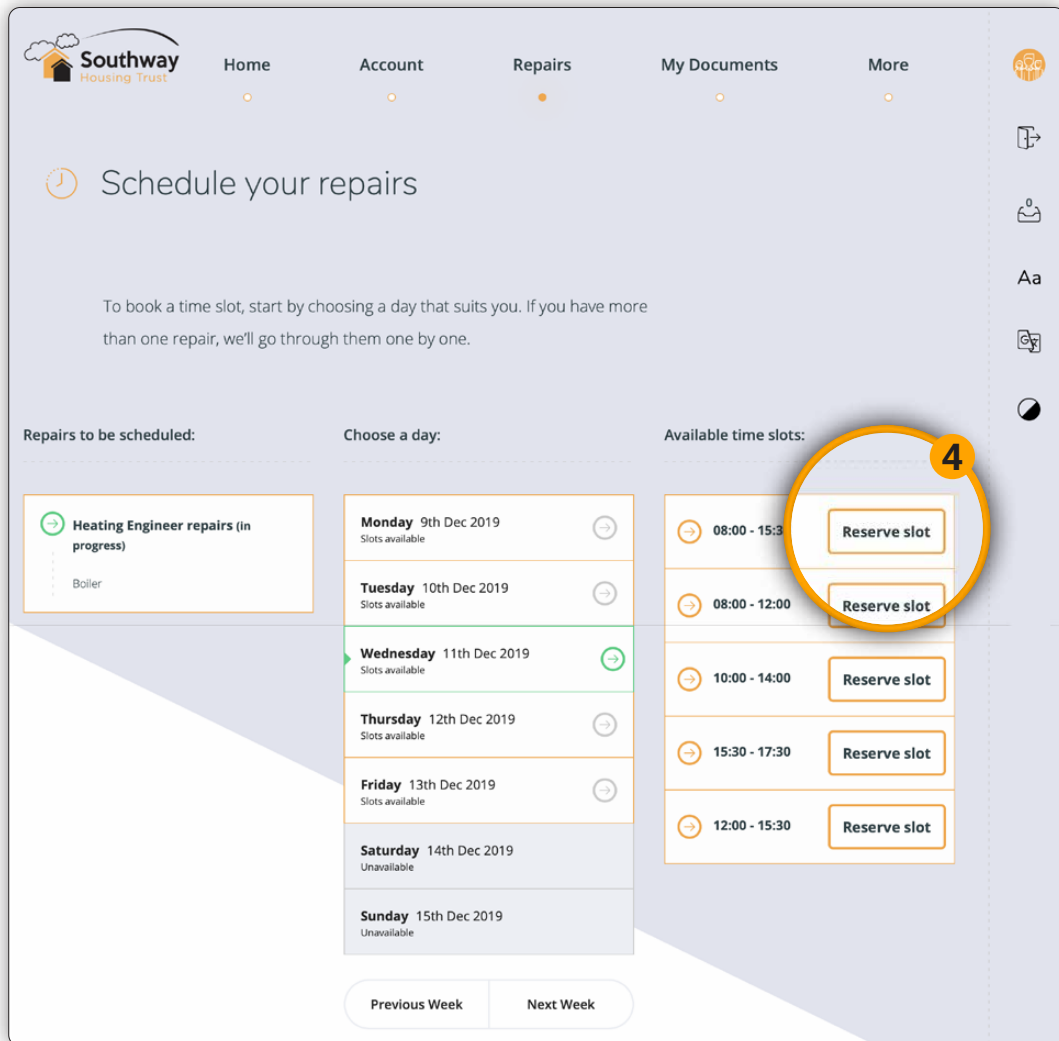 Southway
Housing Trust
Home
Account
Repairs
My Documents
More
Schedule your repairs
0
Aa
G
To book a time slot, start by choosing a day that suits you. If you have more
than one repair, we'll go through them one by one.
Repairs to be scheduled:
Heating Engineer repairs (in
progress)
Boiler
Choose a day:
Monday 9th Dec 2019
Slots available
Tuesday 10th Dec 2019
Slots available
Wednesday 11th Dec 2019
Slots available
Thursday 12th Dec 2019
Slots available
Friday 13th Dec 2019
Slots available
Saturday 14th Dec 2019
Unavailable
Sunday 15th Dec 2019
Unavailable
Previous Week
Next Week
Available time slots:
4
08:00 - 15:3
Reserve slot
08:00 - 12:00
Reserve slot
10:00 - 14:00
Reserve slot
15:30 - 17:30
Reserve slot
12:00 - 15:30
Reserve slot